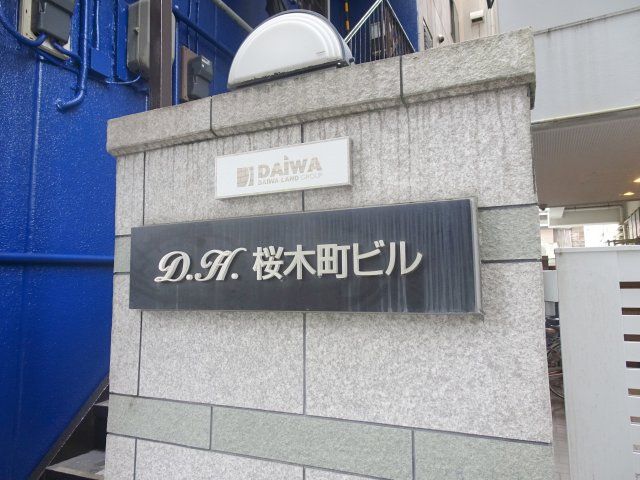 DAIWA
DAIWA LAND GROUP
D.H. 桜木町ビル